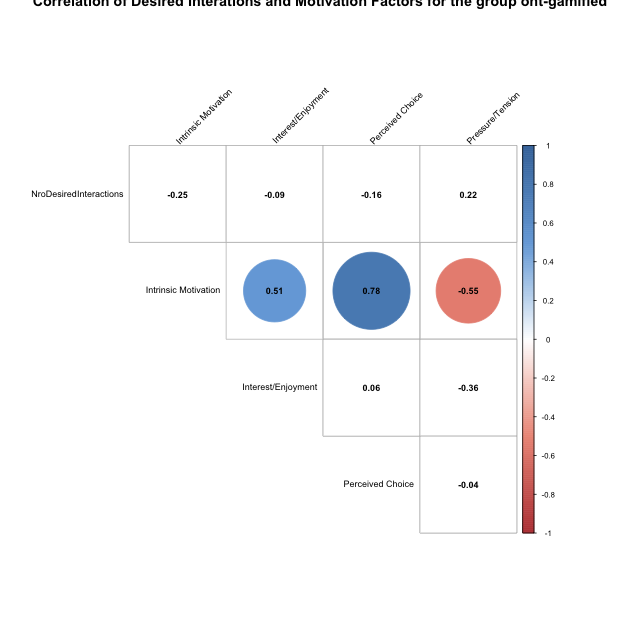 Correlation of Desired Interations and Motivation Factors for the group ont-gamified
Intrinsic Motivation
Interest/Enjoyment
Perceived Choice
Pressure/Tension
NroDesiredInteractions
-0.25
-0.09
-0.16
0.22
Intrinsic Motivation
0.51
0.78
-0.55
Interest/Enjoyment
0.06
-0.36
Perceived Choice
-0.04
1
0.8
0.6
0.4
0.2
0
-0.2
-0.4
-0.6
-0.8
-1